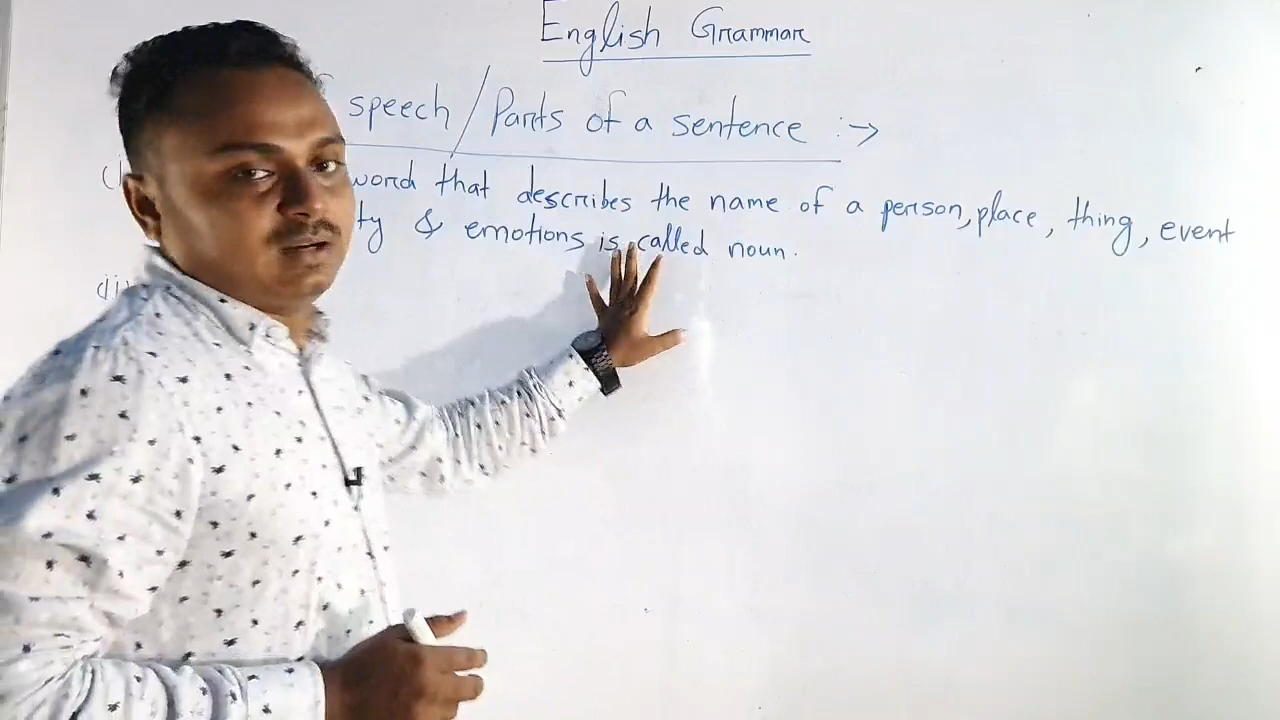 English Grammar
speech / Parts of a sentence :→
word that describes the name of a person, place, thing, event
ty & emotions is called noun.